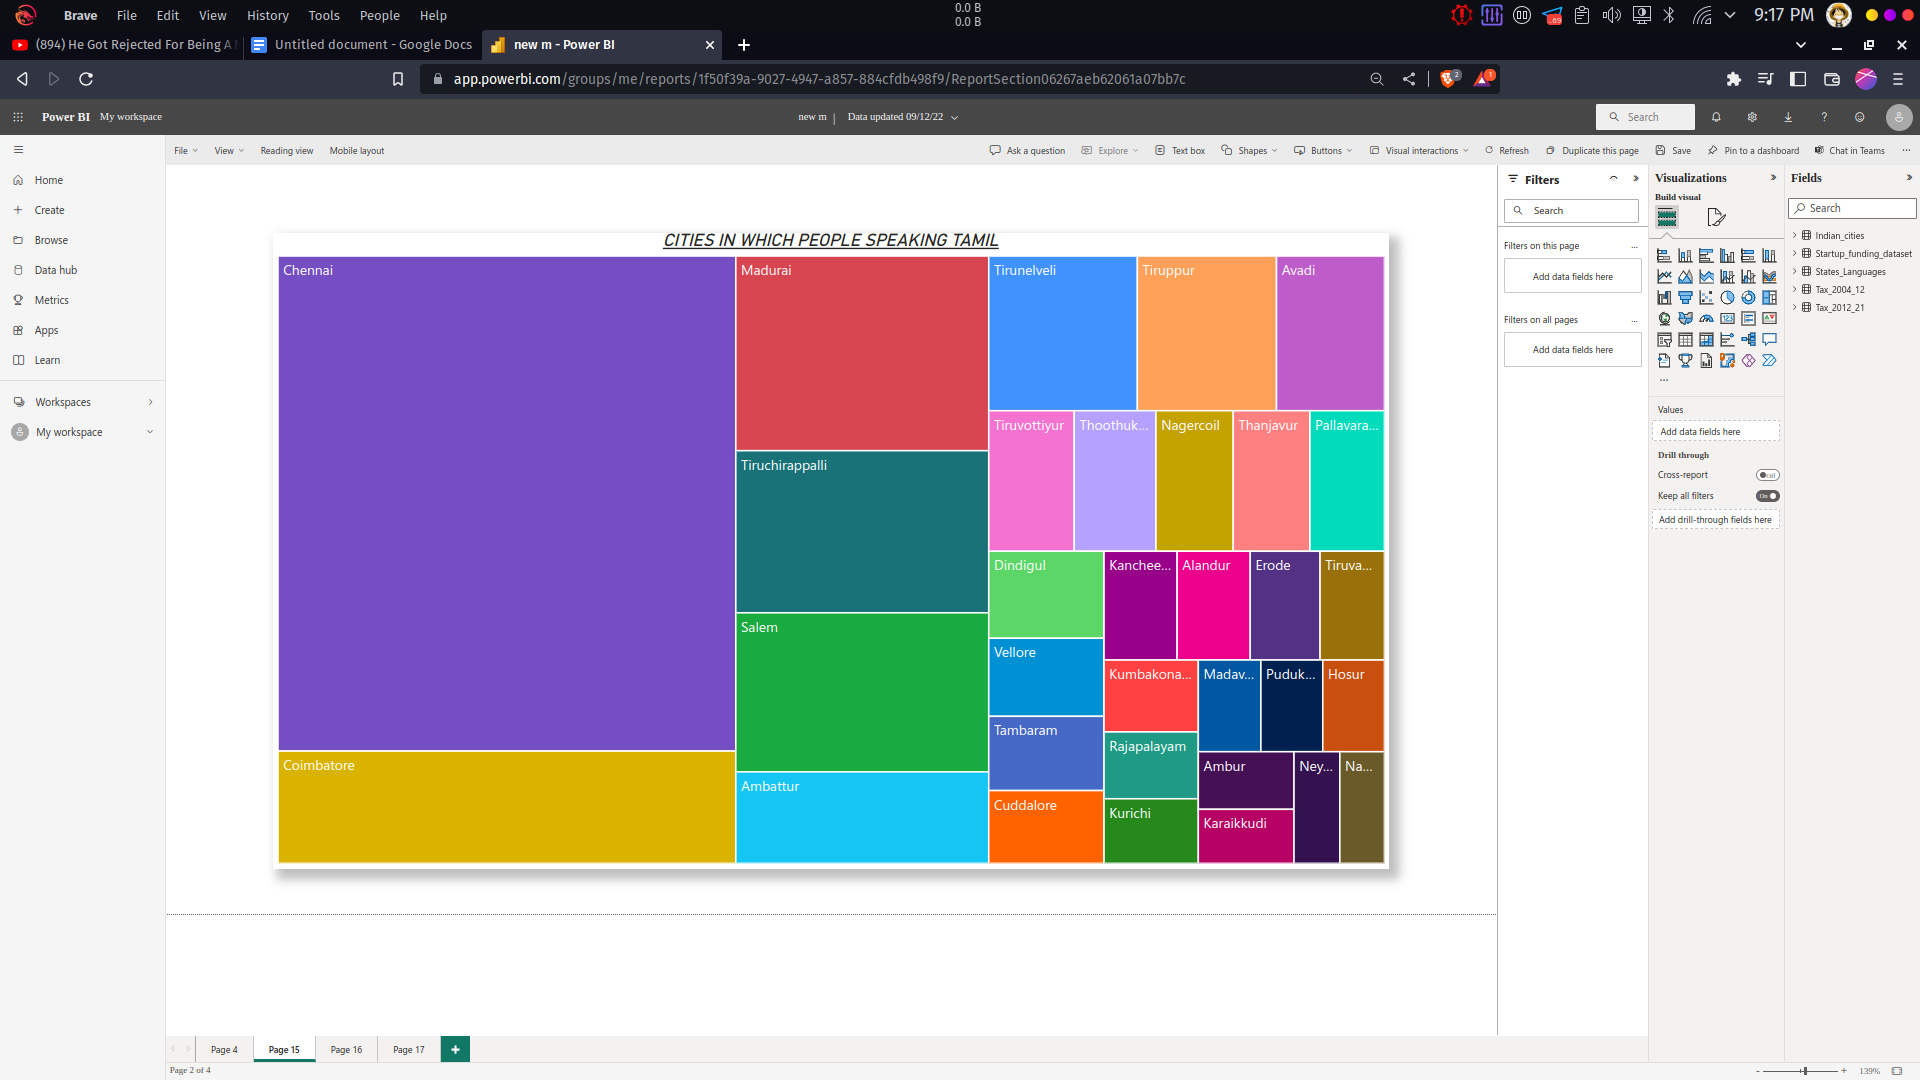 Brave File Edit View History Tools People Help
0.0 B
0.0 B
.69
9:17 PM
(894) He Got Rejected For Being A
Untitled document - Google Docs
new m - Power BI
app.powerbi.com/groups/me/reports/1f50f39a-9027-4947-a857-884cfdb498f9/ReportSection06267aeb62061a07bb7c
2
1
Power BI My workspace
new m | Data updated 09/12/22
Search
File View Reading view Mobile layout
Ask a question Explore Text box Shapes Buttons Visual interactions Refresh Duplicate this page Save Pin to a dashboard Chat in Teams ...
Home
Create
Browse
Data hub
Metrics
Apps
Learn
Workspaces
My workspace
CITIES IN WHICH PEOPLE SPEAKING TAMIL
Chennai
Coimbatore
Madurai
Tiruchirappalli
Salem
Ambattur
Tirunelveli
Tiruppur
Avadi
Tiruvottiyur
Thoothuk...
Nagercoil
Thanjavur
Pallavara...
Dindigul
Vellore
Tambaram
Cuddalore
Kanchee...
Alandur
Erode
Tiruva...
Kumbakona...
Rajapalayam
Kurichi
Madav...
Puduk...
Hosur
Ambur
Karaikkudi
Ney...
Na...
Filters
Search
Filters on this page ...
Add data fields here
Filters on all pages ...
Add data fields here
Visualizations
Build visual
...
Values
Add data fields here
Drill through
Cross-report Off
Keep all filters On
Add drill-through fields here
Fields
Search
Indian_cities
Startup_funding_dataset
States_Languages
Tax_2004_12
Tax_2012_21
Page 4
Page 15
Page 16
Page 17
+
Page 2 of 4
- + 139%